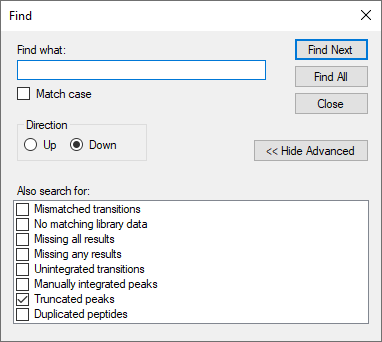 Find
Find what:
Find Next
Find All
Match case
Close
Direction
Up
Down
<< Hide Advanced
Also search for:
Mismatched transitions
No matching library data
Missing all results
Missing any results
Unintegrated transitions
Manually integrated peaks
Truncated peaks
Duplicated peptides